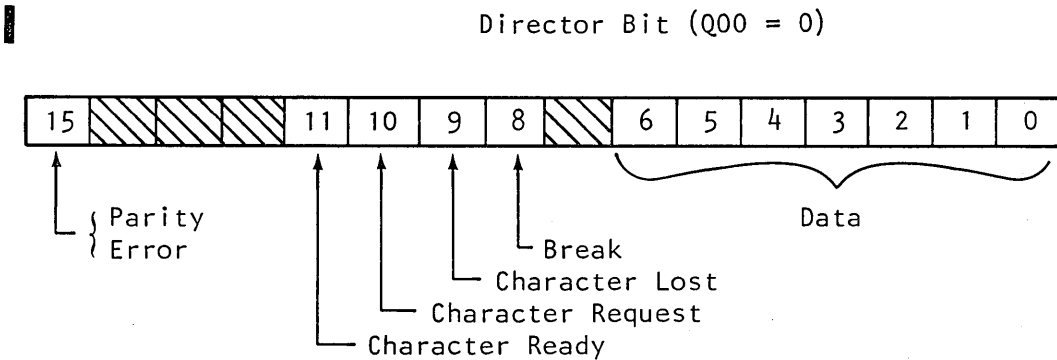 Director Bit (Q00 = 0)
15 11 10 9 8 6 5 4 3 2 1 0
Parity
Error
Data
Break
Character Lost
Character Request
Character Ready